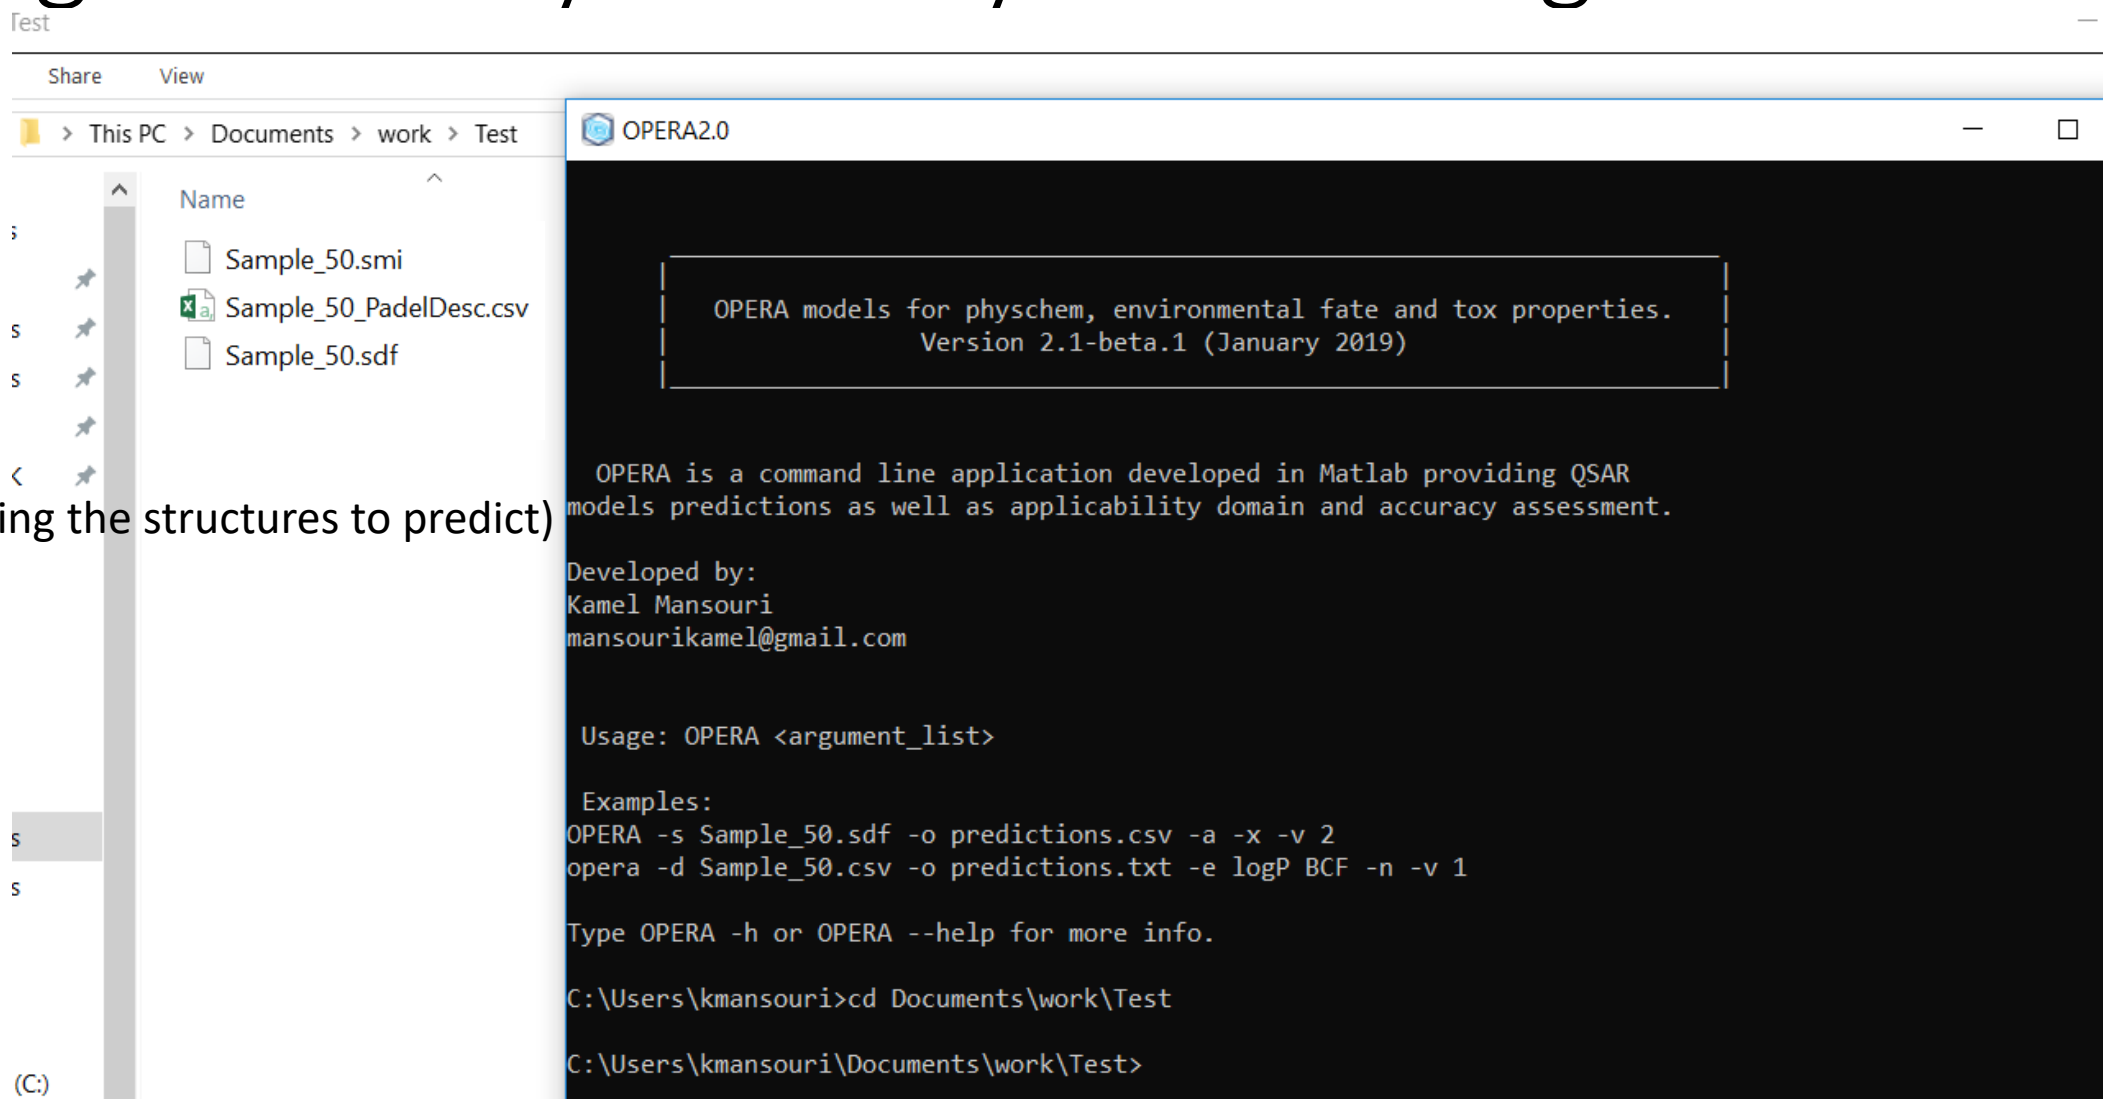 Test
Share View
> This PC > Documents > work > Test
Name
Sample_50.smi
Sample_50_PadelDesc.csv
Sample_50.sdf
ing the structures to predict)
(C:)
OPERA2.0
OPERA models for physchem, environmental fate and tox properties.
Version 2.1-beta.1 (January 2019)
OPERA is a command line application developed in Matlab providing QSAR
models predictions as well as applicability domain and accuracy assessment.
Developed by:
Kamel Mansouri
mansourikamel@gmail.com
Usage: OPERA <argument_list>
Examples:
OPERA -s Sample_50.sdf -o predictions.csv -a -x -v 2
opera -d Sample_50.csv -o predictions.txt -e logP BCF -n -v 1
Type OPERA -h or OPERA --help for more info.
C:\Users\kmansouri>cd Documents\work\Test
C:\Users\kmansouri\Documents\work\Test>